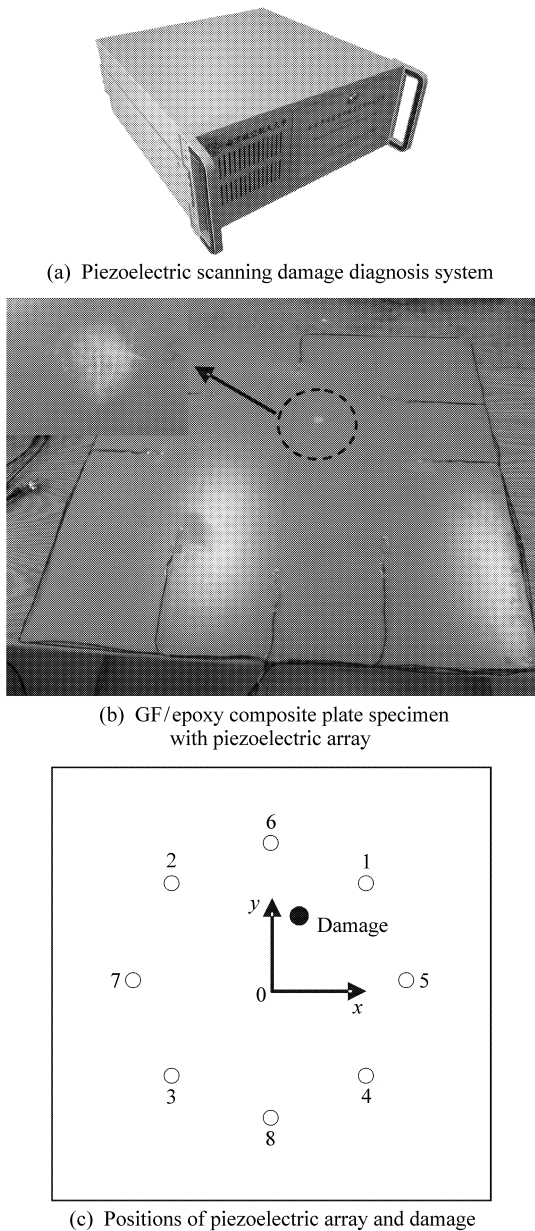 (a) Piezoelectric scanning damage diagnosis system
(b) GF/epoxy composite plate specimen
with piezoelectric array
6
2
1
y
Damage
7
5
0
x
3
4
8
(c) Positions of piezoelectric array and damage